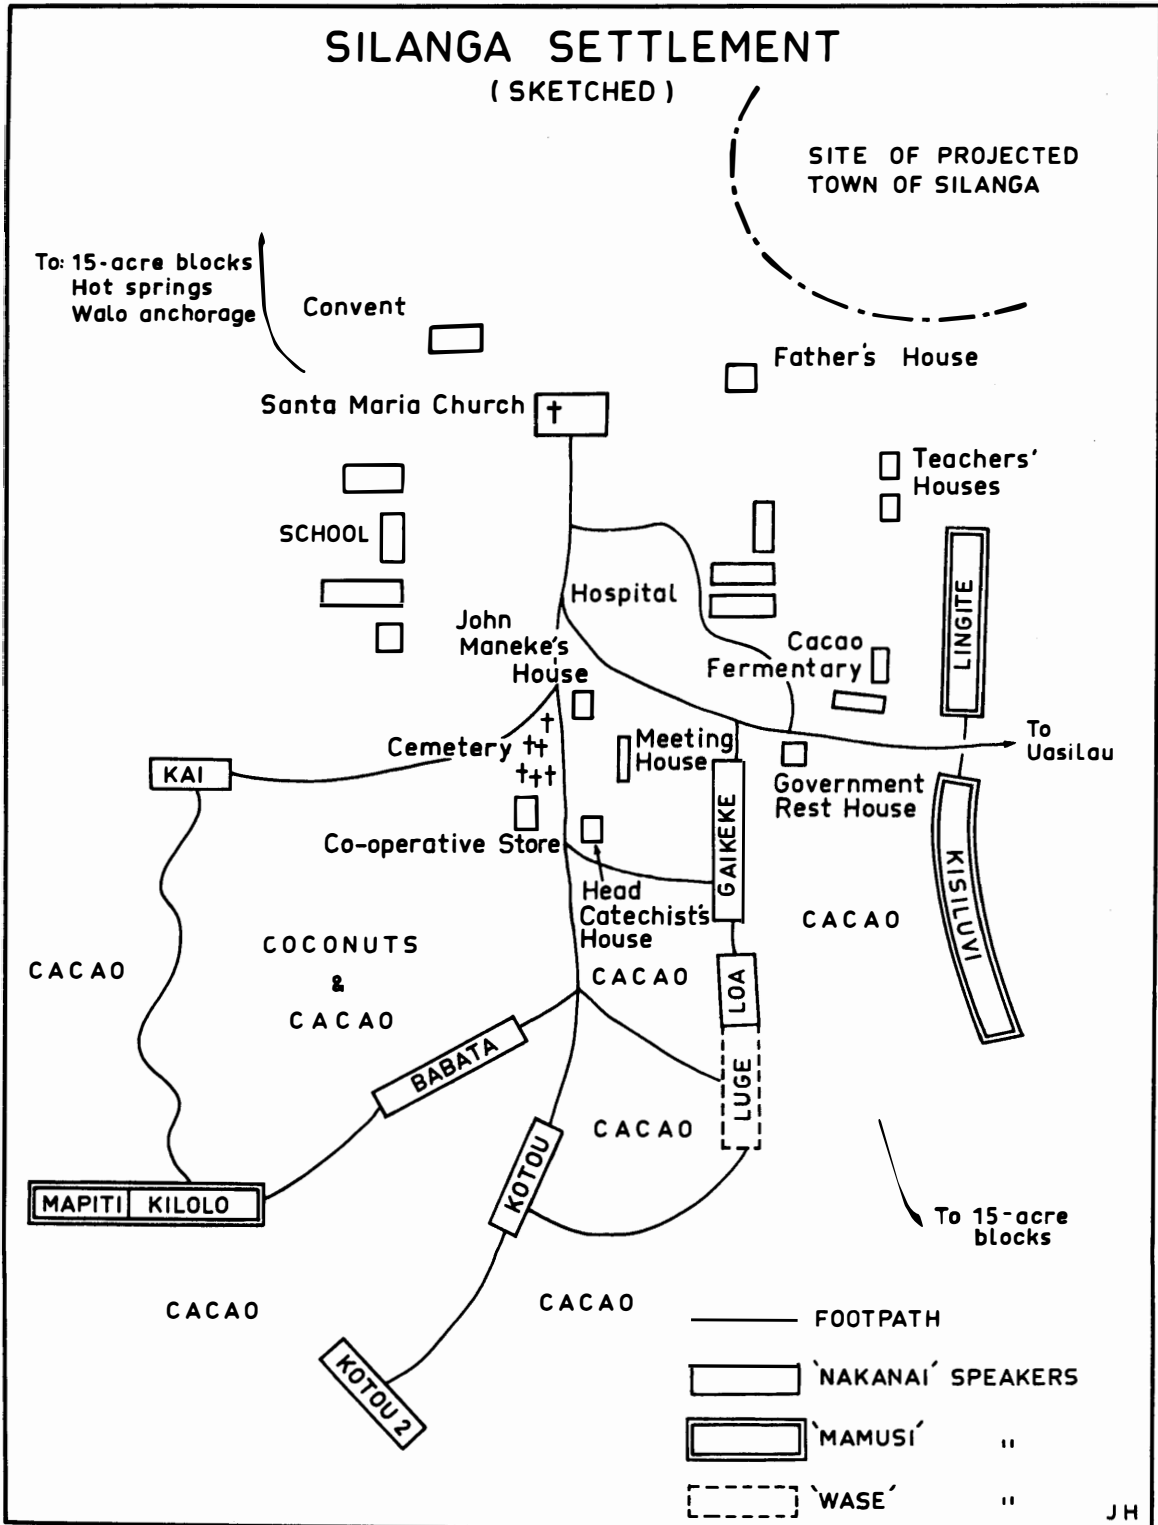 SILANGA SETTLEMENT
( SKETCHED )
SITE OF PROJECTED
TOWN OF SILANGA
To: 15-acre blocks
Hot springs
Walo anchorage
Convent
Father's House
Santa Maria Church
Teachers'
Houses
SCHOOL
LINGITE
Hospital
John
Maneke's
House
Cacao
Fermentary
To
Uasilau
Cemetery
Meeting
House
KAI
Government
Rest House
GAIKEKE
Co-operative Store
KISILUVI
Head
Catechist's
House
CACAO
COCONUTS
&
CACAO
CACAO
CACAO
LOA
BABATA
LUGE
CACAO
KOTOU
MAPITI KILOLO
To 15-acre
blocks
CACAO
CACAO
KOTOU 2
FOOTPATH
'NAKANAI' SPEAKERS
'MAMUSI' "
'WASE' "
JH